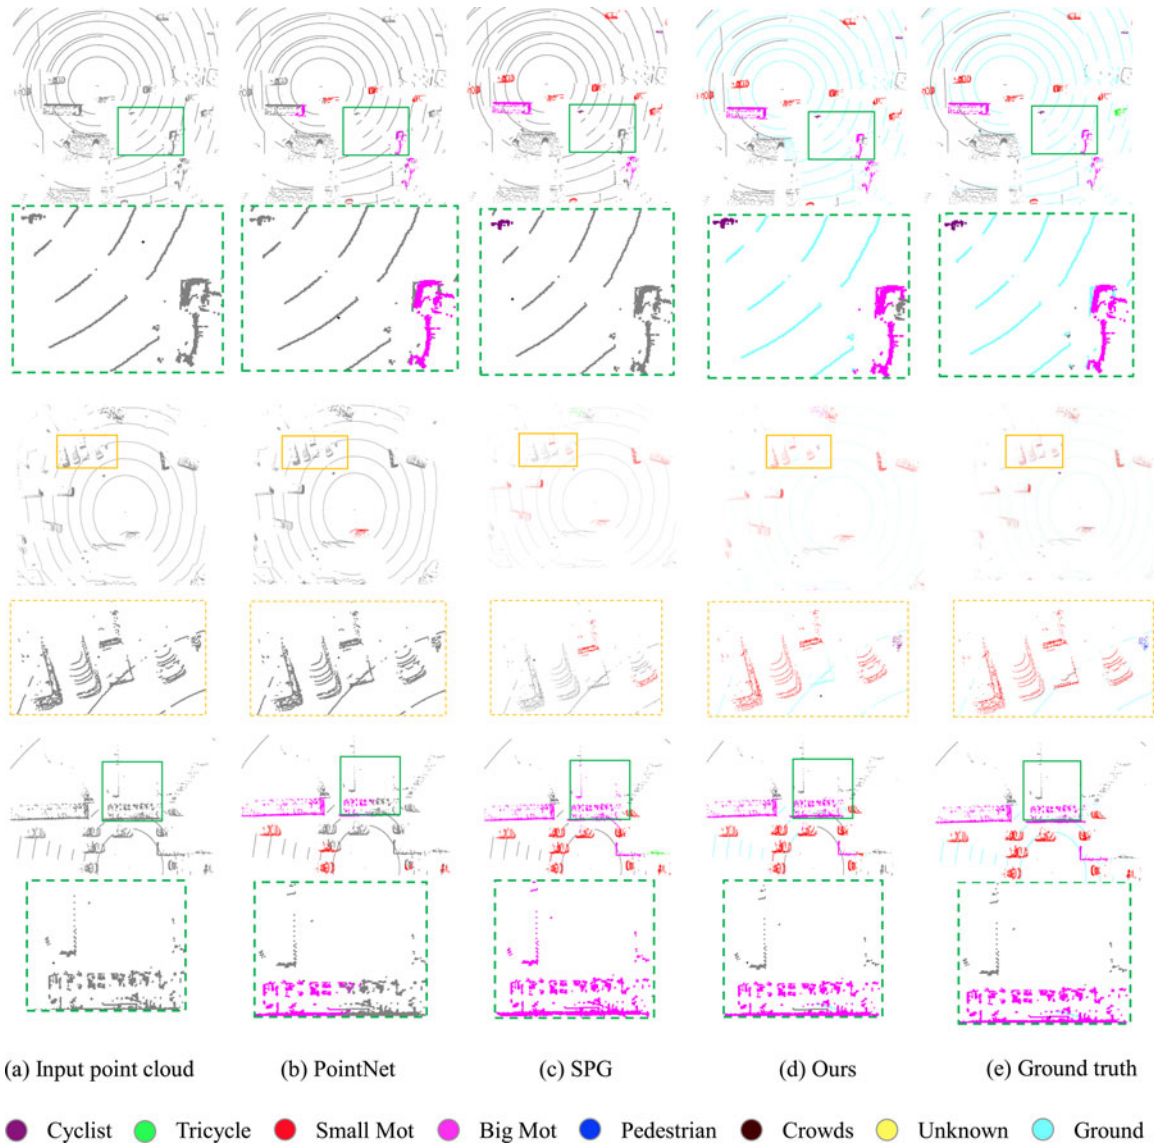 (a) Input point cloud (b) PointNet (c) SPG (d) Ours (e) Ground truth
Cyclist Tricycle Small Mot Big Mot Pedestrian Crowds Unknown Ground